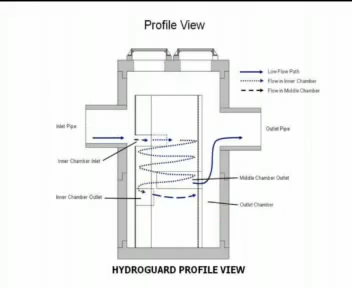 Profile View
Low Flow Path
Flow in Inner Chamber
Flow in Middle Chamber
Inlet Pipe
Outlet Pipe
Inner Chamber Inlet
Middle Chamber Outlet
Inner Chamber Outlet
Outlet Chamber
HYDROGUARD PROFILE VIEW